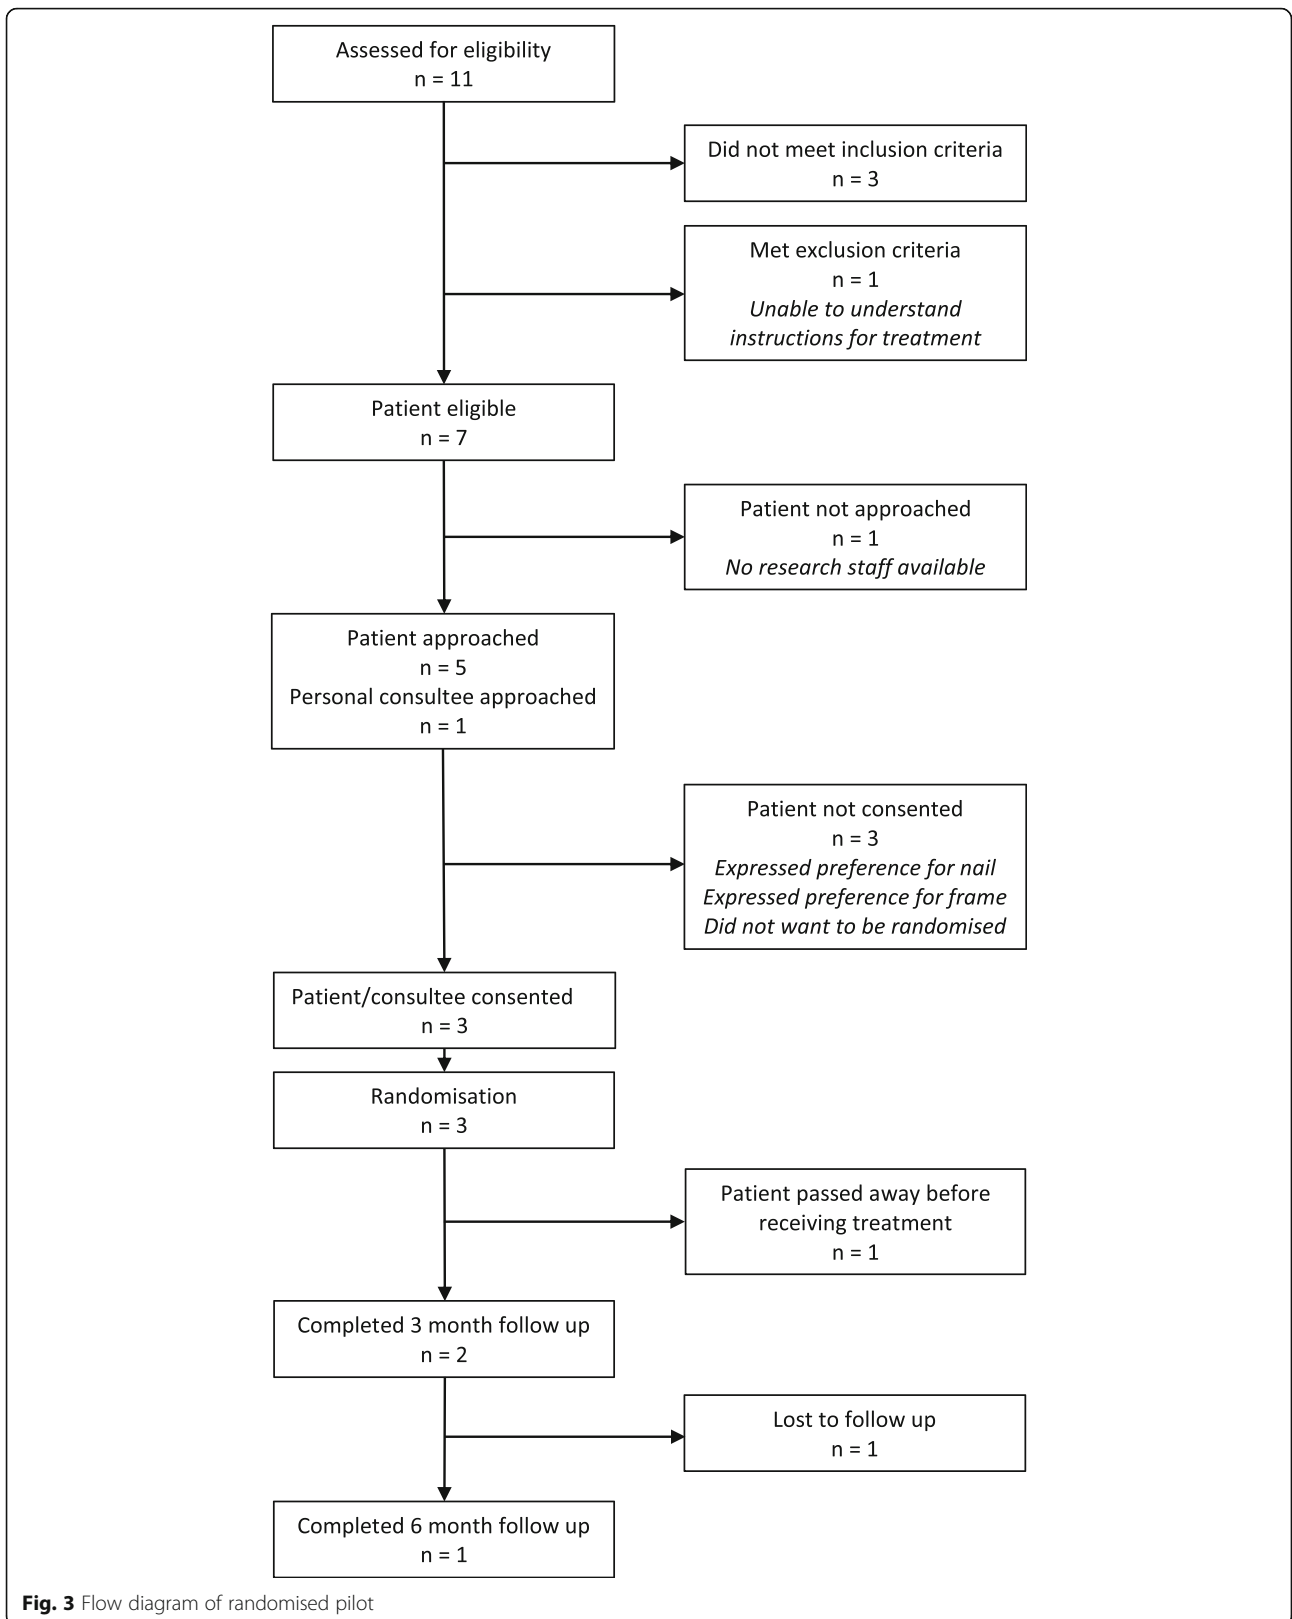 Assessed for eligibility
n = 11
Did not meet inclusion criteria
n = 3
Met exclusion criteria
n = 1
Unable to understand
instructions for treatment
Patient eligible
n = 7
Patient not approached
n = 1
No research staff available
Patient approached
n = 5
Personal consultee approached
n = 1
Patient not consented
n = 3
Expressed preference for nail
Expressed preference for frame
Did not want to be randomised
Patient/consultee consented
n = 3
Randomisation
n = 3
Patient passed away before
receiving treatment
n = 1
Completed 3 month follow up
n = 2
Lost to follow up
n = 1
Completed 6 month follow up
n = 1
Fig. 3 Flow diagram of randomised pilot